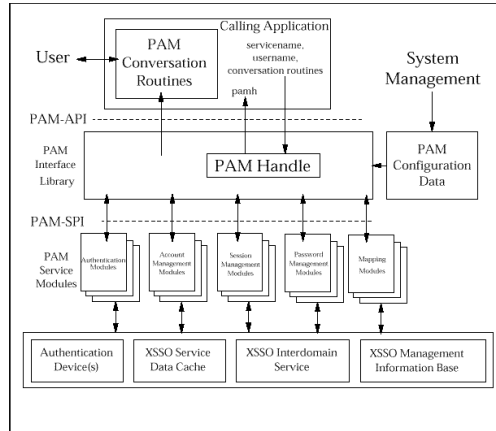 Calling Application
User
PAM
Conversation
Routines
servicename,
username,
conversation routines
pamh
System
Management
PAM-API
PAM
Interface
Library
PAM Handle
PAM
Configuration
Data
PAM-SPI
PAM
Service
Modules
Authentication
Modules
Account
Management
Modules
Session
Management
Modules
Password
Management
Modules
Mapping
Modules
Authentication
Device(s)
XSSO Service
Data Cache
XSSO Interdomain
Service
XSSO Management
Information Base